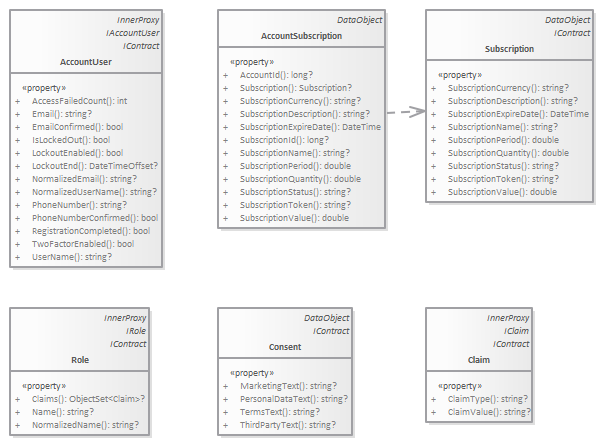 InnerProxy
IAccountUser
IContract
AccountUser
«property»
+ AccessFailedCount(): int
+ Email(): string?
+ EmailConfirmed(): bool
+ IsLockedOut(): bool
+ LockoutEnabled(): bool
+ LockoutEnd(): DateTimeOffset?
+ NormalizedEmail(): string?
+ NormalizedUserName(): string?
+ PhoneNumber(): string?
+ PhoneNumberConfirmed(): bool
+ RegistrationCompleted(): bool
+ TwoFactorEnabled(): bool
+ UserName(): string?
DataObject
AccountSubscription
«property»
+ AccountId(): long?
+ Subscription(): Subscription?
+ SubscriptionCurrency(): string?
+ SubscriptionDescription(): string?
+ SubscriptionExpireDate(): DateTime
+ SubscriptionId(): long?
+ SubscriptionName(): string?
+ SubscriptionPeriod(): double
+ SubscriptionQuantity(): double
+ SubscriptionStatus(): string?
+ SubscriptionToken(): string?
+ SubscriptionValue(): double
DataObject
IContract
Subscription
«property»
+ SubscriptionCurrency(): string?
+ SubscriptionDescription(): string?
+ SubscriptionExpireDate(): DateTime
+ SubscriptionName(): string?
+ SubscriptionPeriod(): double
+ SubscriptionQuantity(): double
+ SubscriptionStatus(): string?
+ SubscriptionToken(): string?
+ SubscriptionValue(): double
InnerProxy
IRole
IContract
Role
«property»
+ Claims(): ObjectSet<Claim>?
+ Name(): string?
+ NormalizedName(): string?
DataObject
IContract
Consent
«property»
+ MarketingText(): string?
+ PersonalDataText(): string?
+ TermsText(): string?
+ ThirdPartyText(): string?
InnerProxy
IClaim
IContract
Claim
«property»
+ ClaimType(): string?
+ ClaimValue(): string?